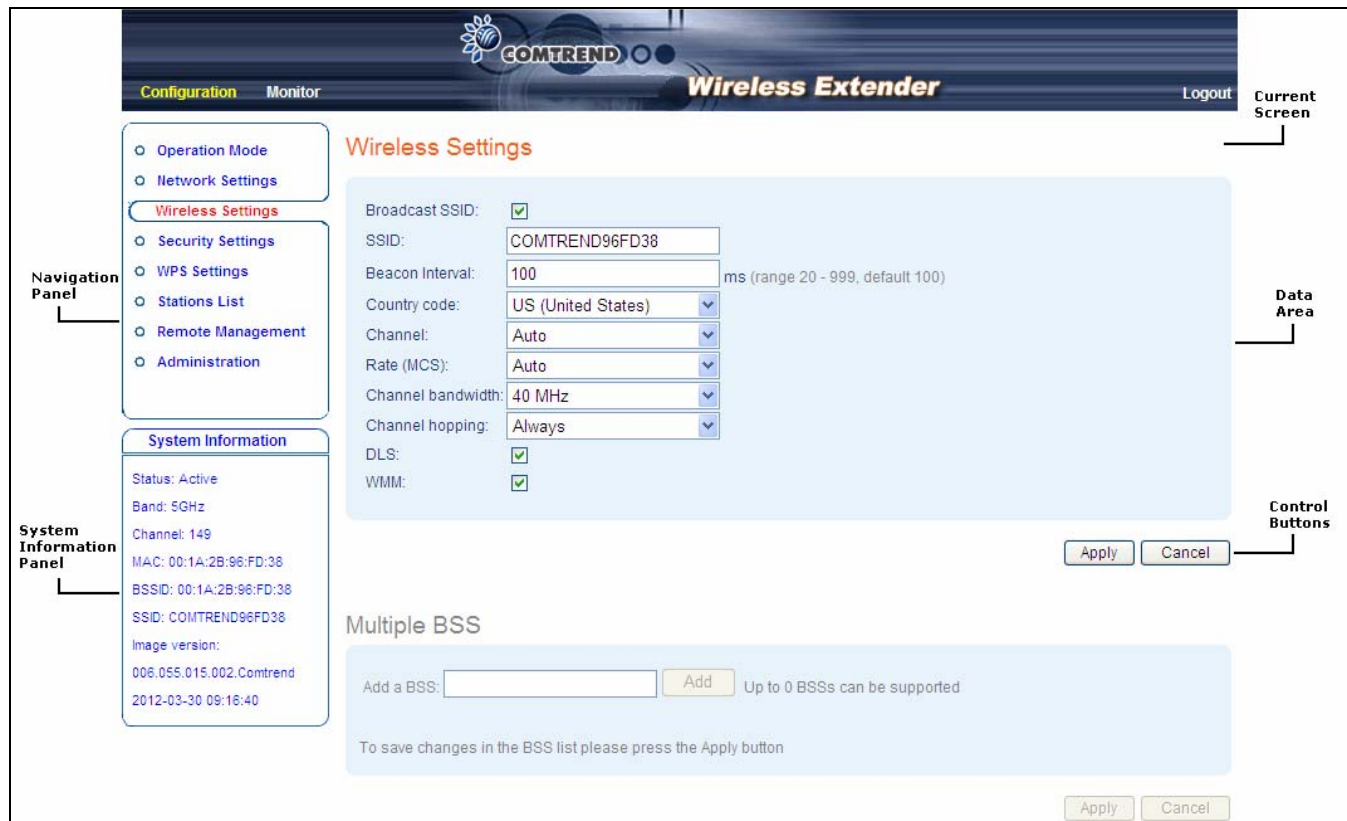 COMTREND
Wireless Extender
Configuration Monitor
Logout
Current
Screen
Operation Mode
Network Settings
Wireless Settings
Security Settings
WPS Settings
Stations List
Remote Management
Administration
Navigation
Panel
System Information
Status: Active
Band: 5GHz
Channel: 149
MAC: 00:1A:2B:96:FD:38
BSSID: 00:1A:2B:96:FD:38
SSID: COMTREND96FD38
Image version:
006.055.015.002.Comtrend
2012-03-30 09:16:40
System
Information
Panel
Wireless Settings
Broadcast SSID:
SSID: COMTREND96FD38
Beacon Interval: 100 ms (range 20 - 999, default 100)
Country code: US (United States)
Channel: Auto
Rate (MCS): Auto
Channel bandwidth: 40 MHz
Channel hopping: Always
DLS:
WMM:
Data
Area
Apply Cancel
Control
Buttons
Multiple BSS
Add a BSS: Add Up to 0 BSSs can be supported
To save changes in the BSS list please press the Apply button
Apply Cancel